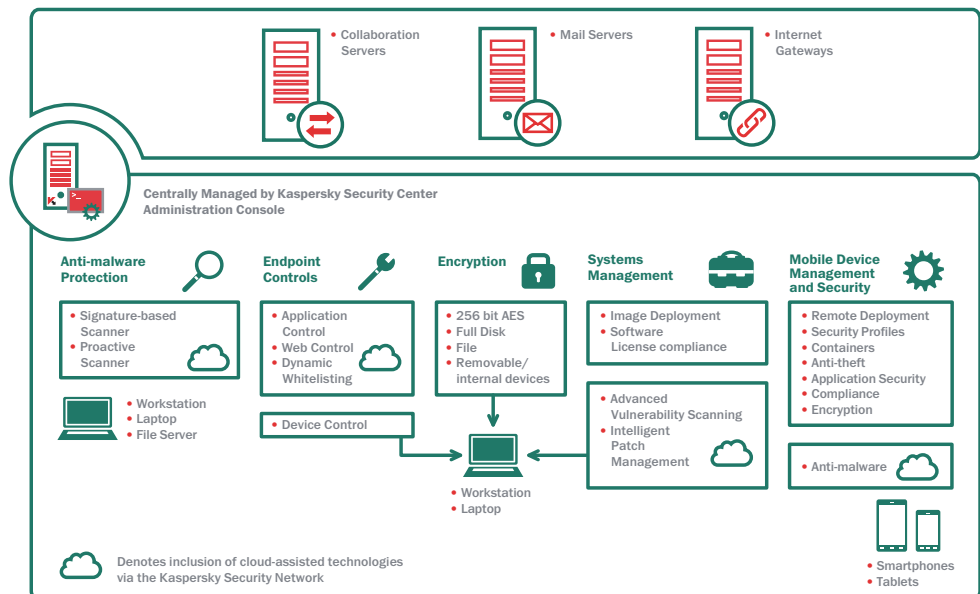 • Collaboration
Servers
• Mail Servers
• Internet
Gateways
K
>_
Centrally Managed by Kaspersky Security Center
Administration Console
Anti-malware
Protection
• Signature-based
Scanner
• Proactive
Scanner
• Workstation
• Laptop
• File Server
Endpoint
Controls
• Application
Control
• Web Control
• Dynamic
Whitelisting
• Device Control
Encryption
• 256 bit AES
• Full Disk
• File
• Removable/
internal devices
• Workstation
• Laptop
Systems
Management
• Image Deployment
• Software
License compliance
• Advanced
Vulnerability Scanning
• Intelligent
Patch
Management
Mobile Device
Management
and Security
• Remote Deployment
• Security Profiles
• Containers
• Anti-theft
• Application Security
• Compliance
• Encryption
• Anti-malware
• Smartphones
• Tablets
Denotes inclusion of cloud-assisted technologies
via the Kaspersky Security Network